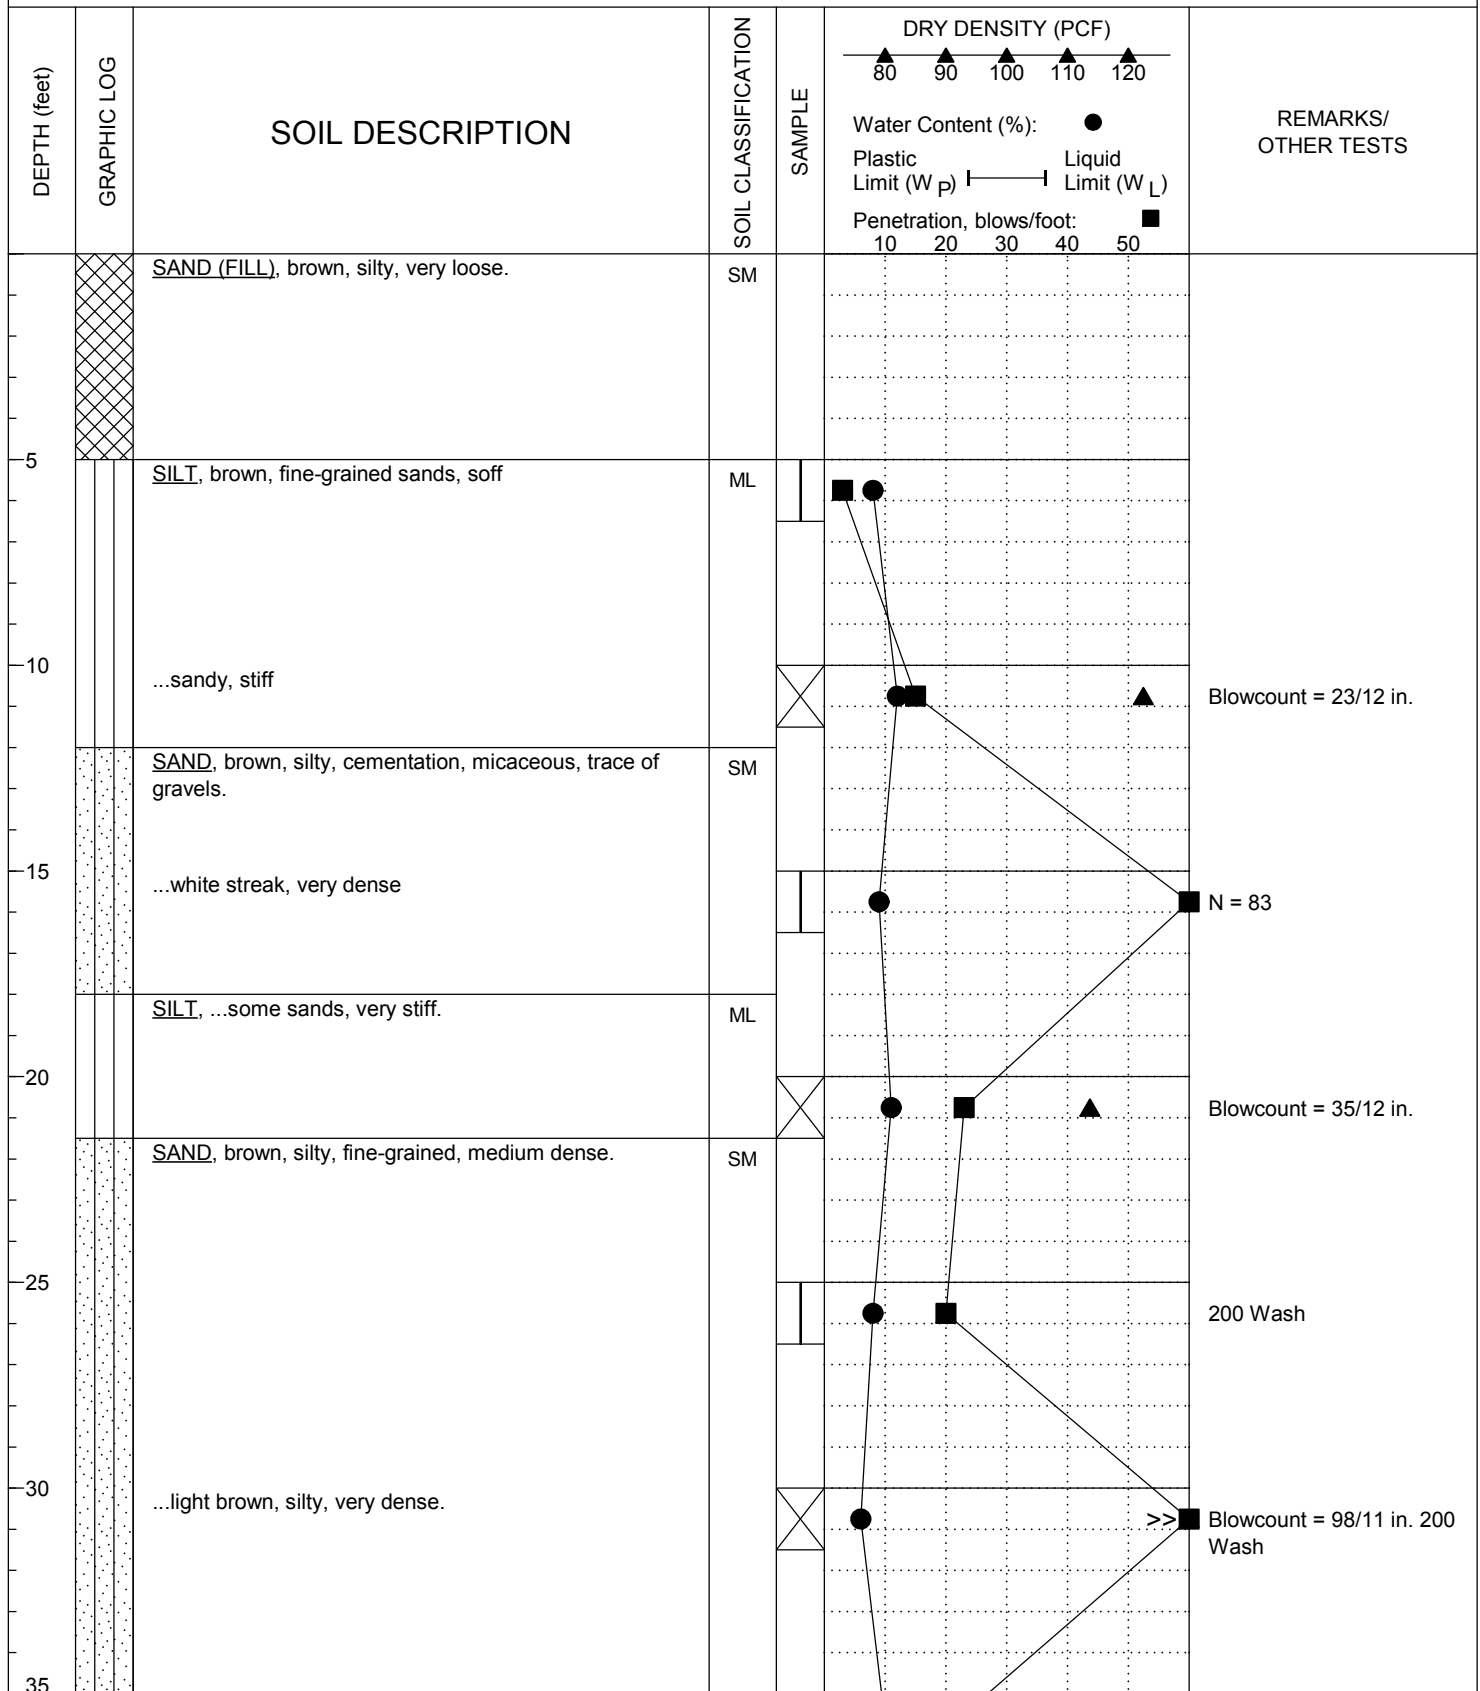 DEPTH (feet)
GRAPHIC LOG
SOIL DESCRIPTION
SOIL CLASSIFICATION
SAMPLE
DRY DENSITY (PCF)
80 90 100 110 120
Water Content (%):
Plastic Limit (W P)
Liquid Limit (W L)
Penetration, blows/foot:
10 20 30 40 50
REMARKS/
OTHER TESTS
SAND (FILL), brown, silty, very loose.
SM
5
SILT, brown, fine-grained sands, soff
ML
10
...sandy, stiff
Blowcount = 23/12 in.
SAND, brown, silty, cementation, micaceous, trace of
gravels.
SM
15
...white streak, very dense
N = 83
SILT, ...some sands, very stiff.
ML
20
Blowcount = 35/12 in.
SAND, brown, silty, fine-grained, medium dense.
SM
25
200 Wash
30
...light brown, silty, very dense.
>>
Blowcount = 98/11 in. 200
Wash
35